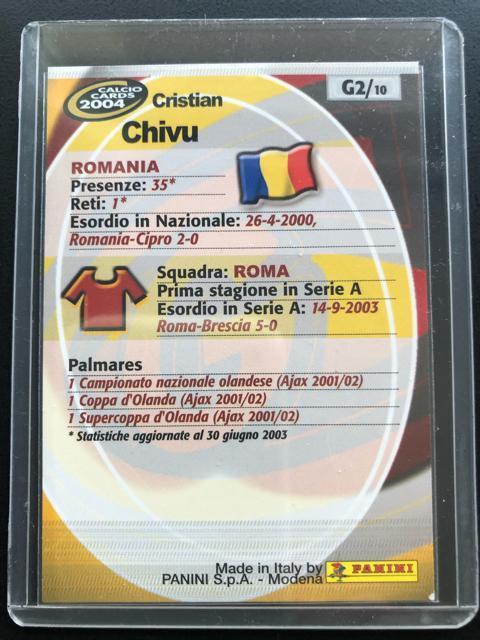 CALCIO
CARDS
2004
G2/10
Cristian
Chivu
ROMANIA
Presenze: 35*
Reti: 1*
Esordio in Nazionale: 26-4-2000,
Romania-Cipro 2-0
Squadra: ROMA
Prima stagione in Serie A
Esordio in Serie A: 14-9-2003
Roma-Brescia 5-0
Palmares
1 Campionato nazionale olandese (Ajax 2001/02)
1 Coppa d'Olanda (Ajax 2001/02)
1 Supercoppa d'Olanda (Ajax 2001/02)
* Statistiche aggiornate al 30 giugno 2003
Made in Italy by
PANINI S.p.A. - Modena
PANINI